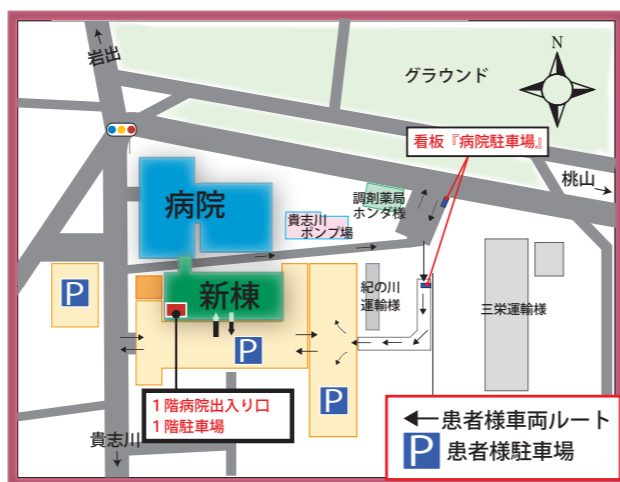 岩出
グラウンド
N
看板『病院駐車場』
桃山
病院
調剤薬局
ホンダ様
貴志川
ポンプ場
新棟
紀の川
運輸様
三栄運輸様
P
P
P
1階病院出入り口
1階駐車場
貴志川
←患者様車両ルート
P 患者様駐車場